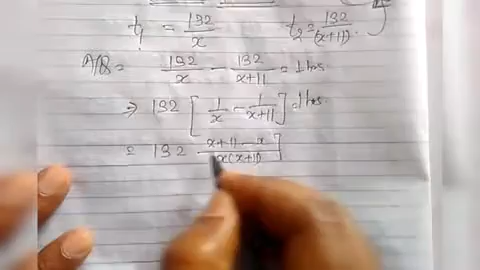 t₁ = 132/x t₂ = 132/(x+11).
A/Q = 132/x - 132/x+11 = 1 hrs
⇒ 132 [1/x - 1/x+11] = 1 hrs.
= 132 x+11-x/x(x+11)]